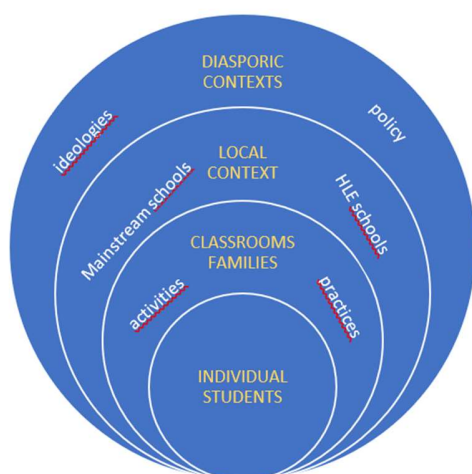 DIASPORIC
CONTEXTS
ideologies
policy
LOCAL
CONTEXT
Mainstream schools
HLE schools
CLASSROOMS
FAMILIES
activities
practices
INDIVIDUAL
STUDENTS